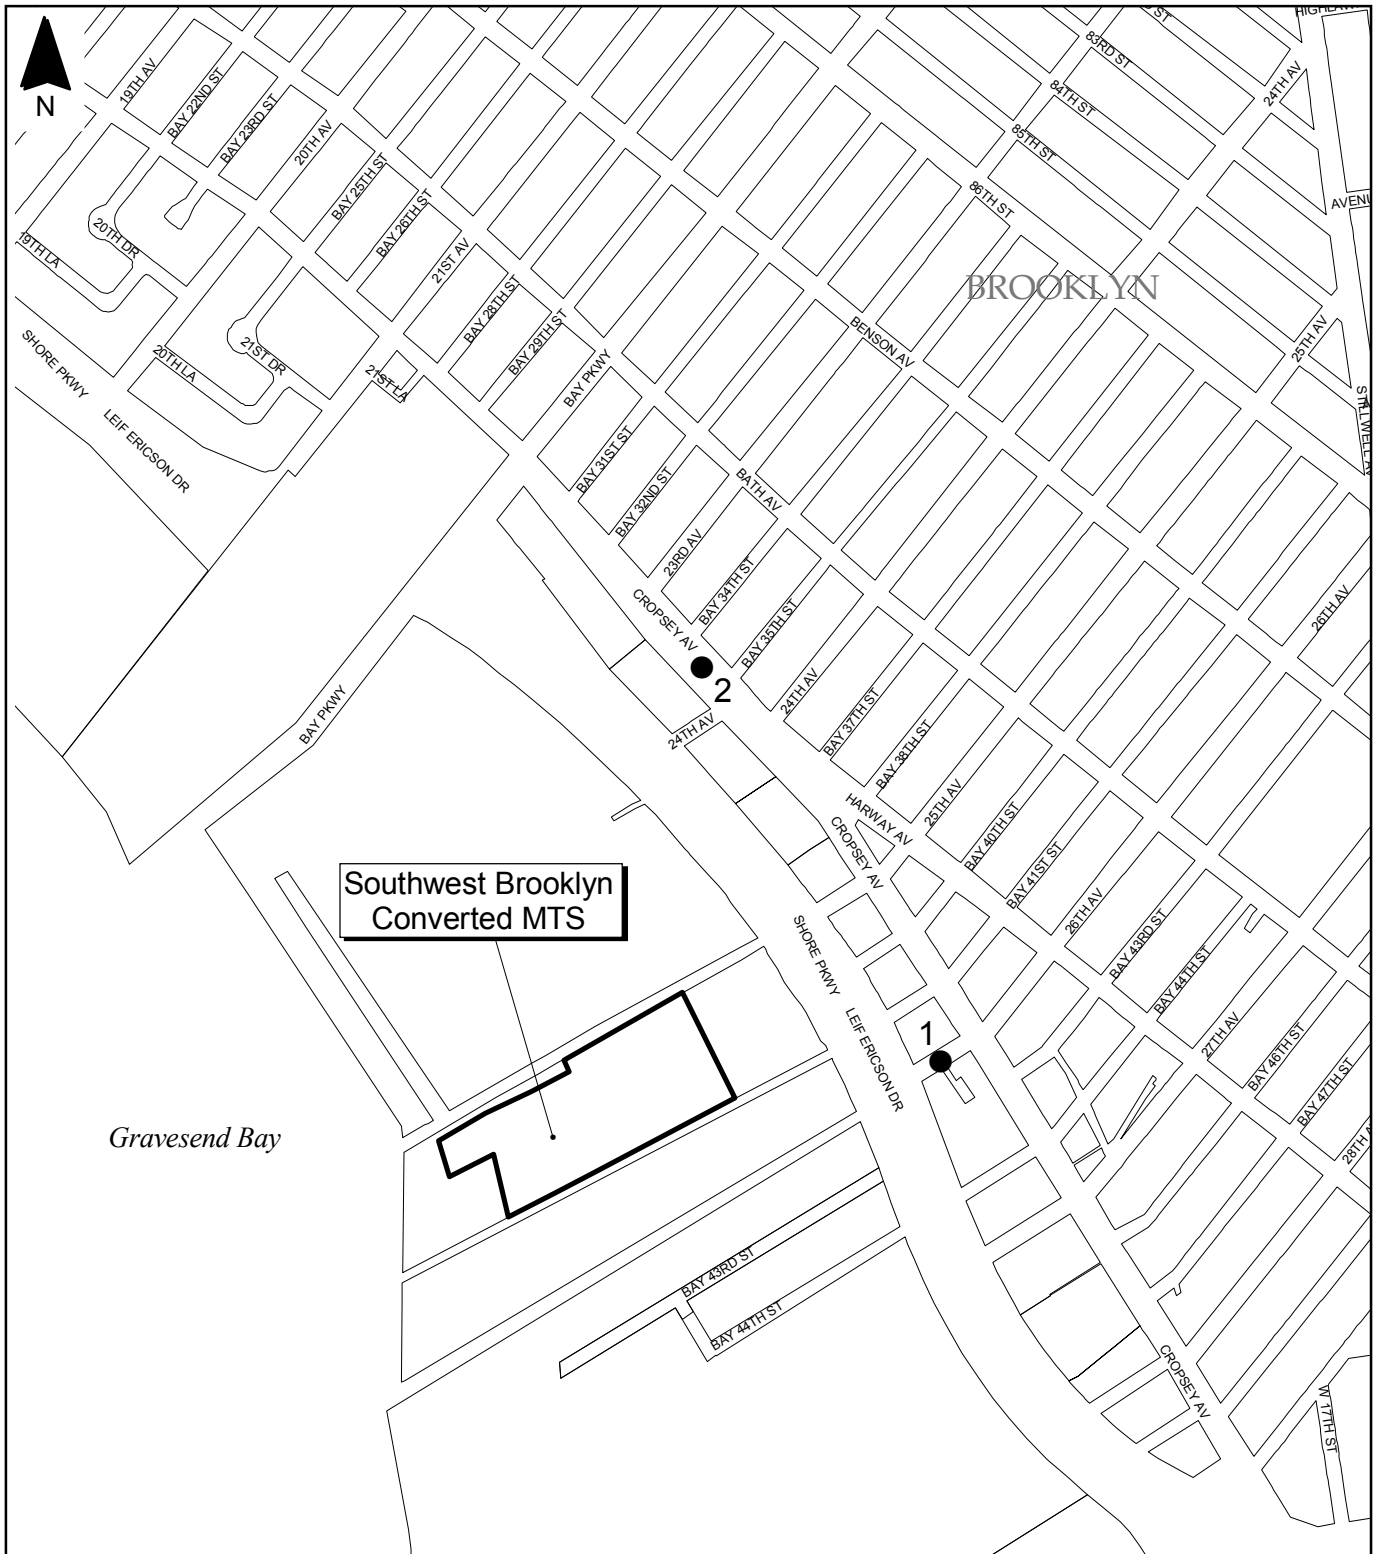 HIGHLAW
D ST
83RD ST
24TH AV
84TH ST
85TH ST
86TH ST
AVENU
19TH AV
BAY 22ND ST
BAY 23RD ST
20TH AV
BAY 25TH ST
BAY 26TH ST
21ST AV
BAY 28TH ST
BAY 29TH ST
BAY PKWY
BAY 31ST ST
BAY 32ND ST
23RD AV
BAY 34TH ST
BAY 35TH ST
24TH AV
BAY 37TH ST
BAY 38TH ST
25TH AV
BAY 40TH ST
BAY 41ST ST
26TH AV
BAY 43RD ST
BAY 44TH ST
27TH AV
BAY 46TH ST
BAY 47TH ST
28TH A
N
20TH DR
19TH LA
SHORE PKWY
LEIF ERICSON DR
20TH LA
21ST DR
21ST LA
BROOKLYN
BENSON AV
25TH AV
STILLWELL AV
BATH AV
26TH AV
CROPSEY AV
2
24TH AV
BAY PKWY
HARWAY AV
CROPSEY AV
Southwest Brooklyn
Converted MTS
SHORE PKWY
LEIF ERICSON DR
1
Gravesend Bay
BAY 43RD ST
BAY 44TH ST
CROPSEY AV
W 17TH ST